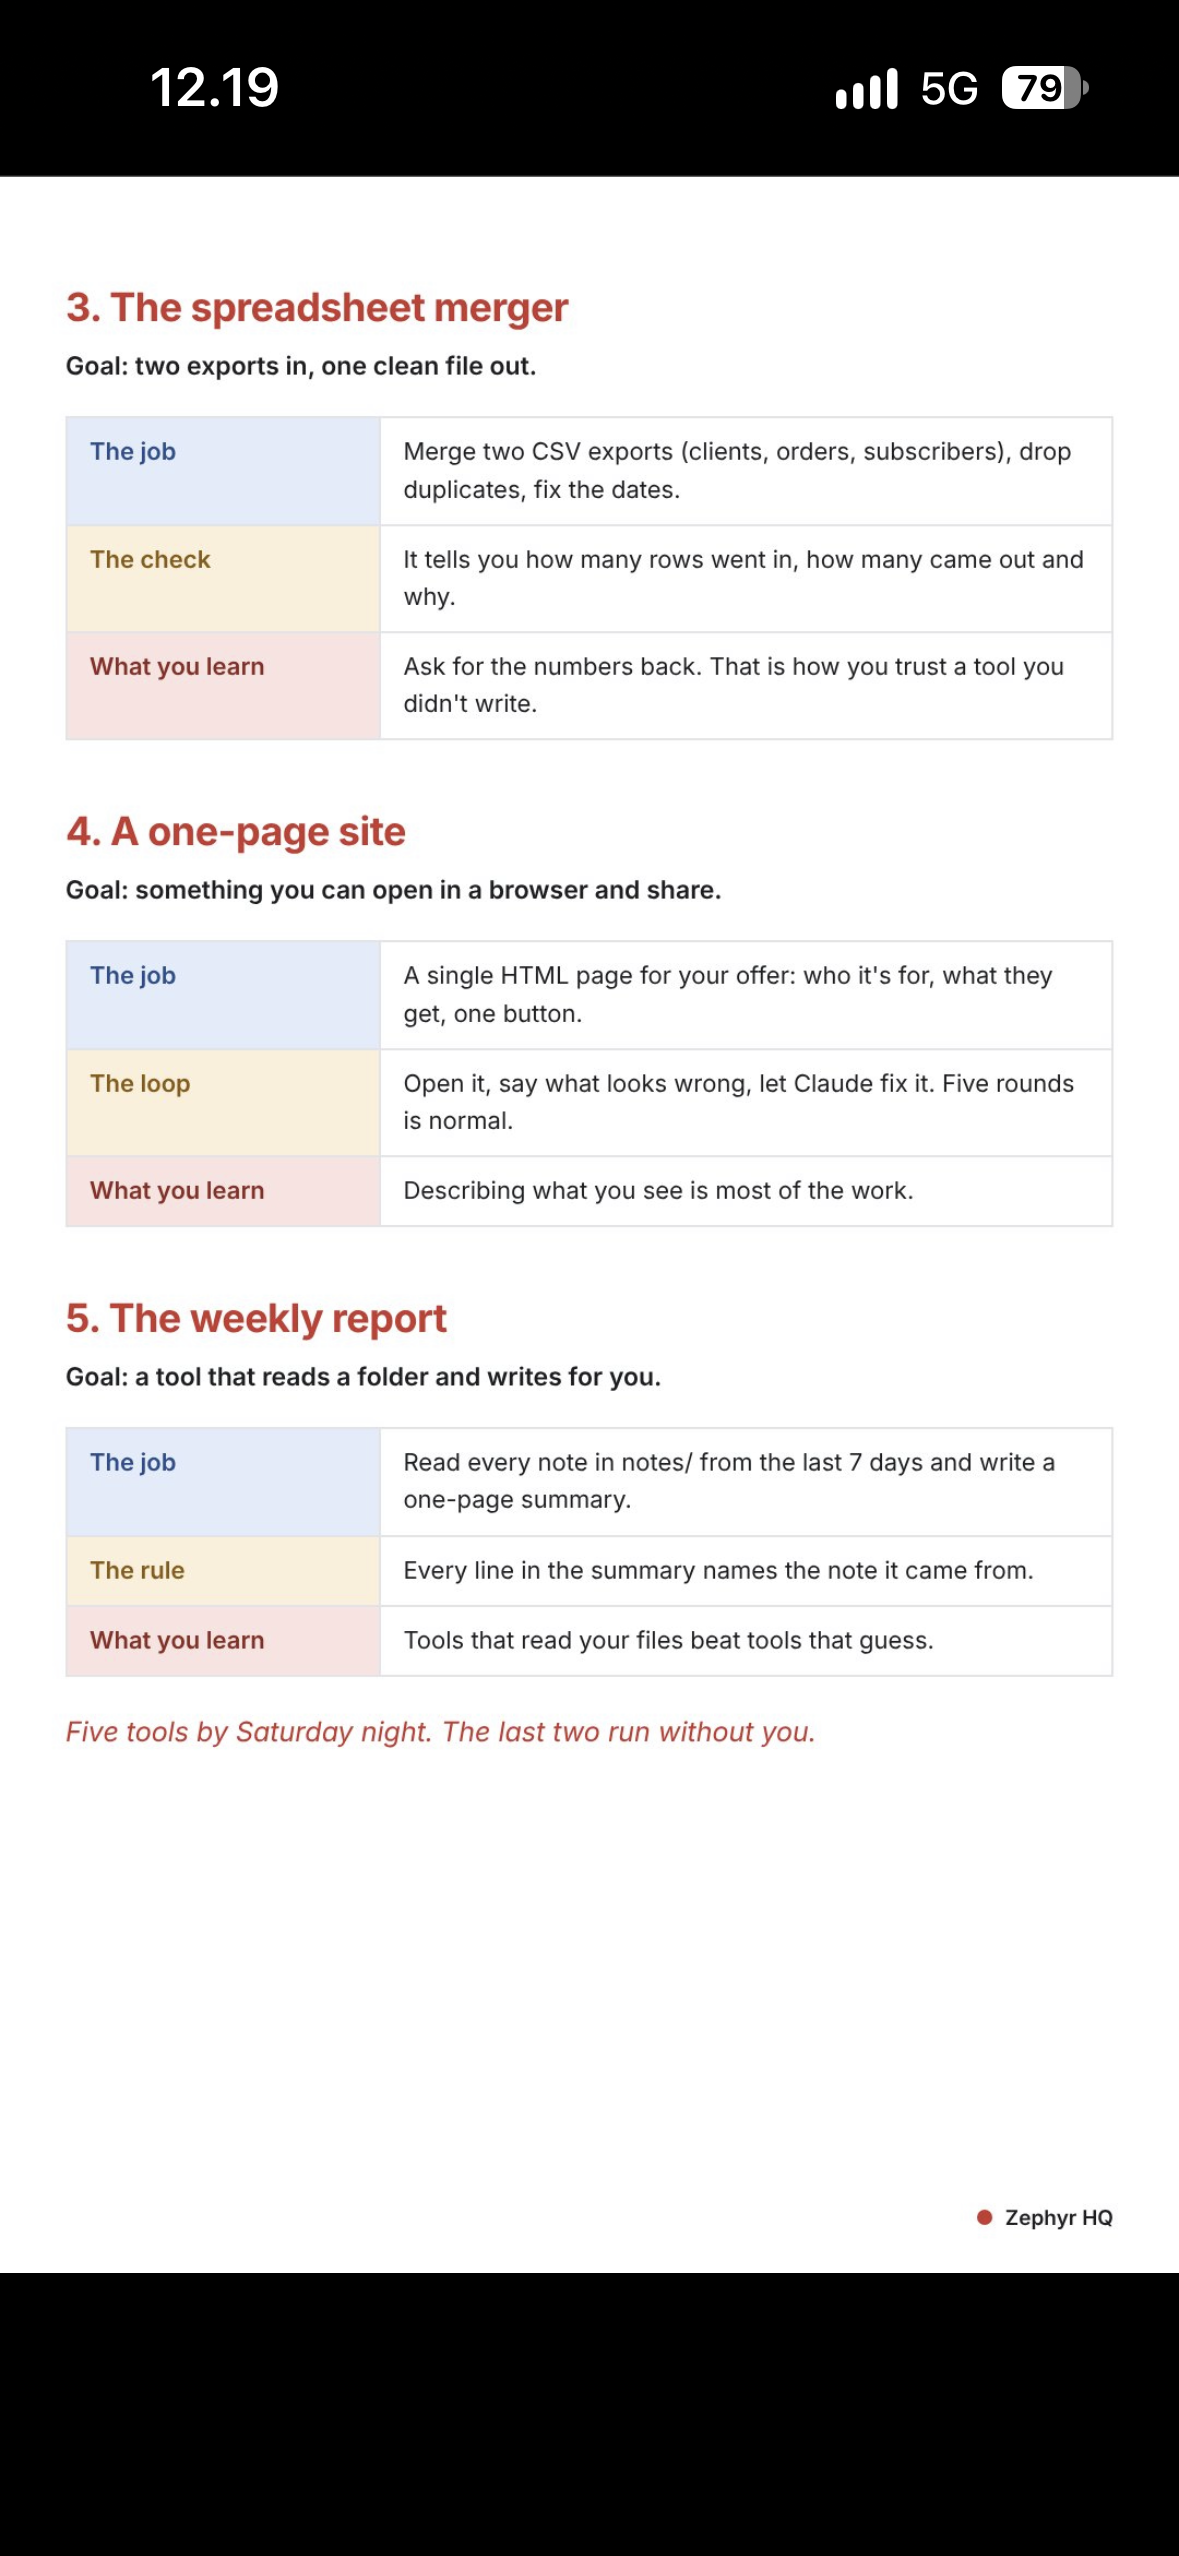 12.19
5G
79
3. The spreadsheet merger
Goal: two exports in, one clean file out.
The job
Merge two CSV exports (clients, orders, subscribers), drop
duplicates, fix the dates.
The check
It tells you how many rows went in, how many came out and
why.
What you learn
Ask for the numbers back. That is how you trust a tool you
didn't write.
4. A one-page site
Goal: something you can open in a browser and share.
The job
A single HTML page for your offer: who it's for, what they
get, one button.
The loop
Open it, say what looks wrong, let Claude fix it. Five rounds
is normal.
What you learn
Describing what you see is most of the work.
5. The weekly report
Goal: a tool that reads a folder and writes for you.
The job
Read every note in notes/ from the last 7 days and write a
one-page summary.
The rule
Every line in the summary names the note it came from.
What you learn
Tools that read your files beat tools that guess.
Five tools by Saturday night. The last two run without you.
Zephyr HQ